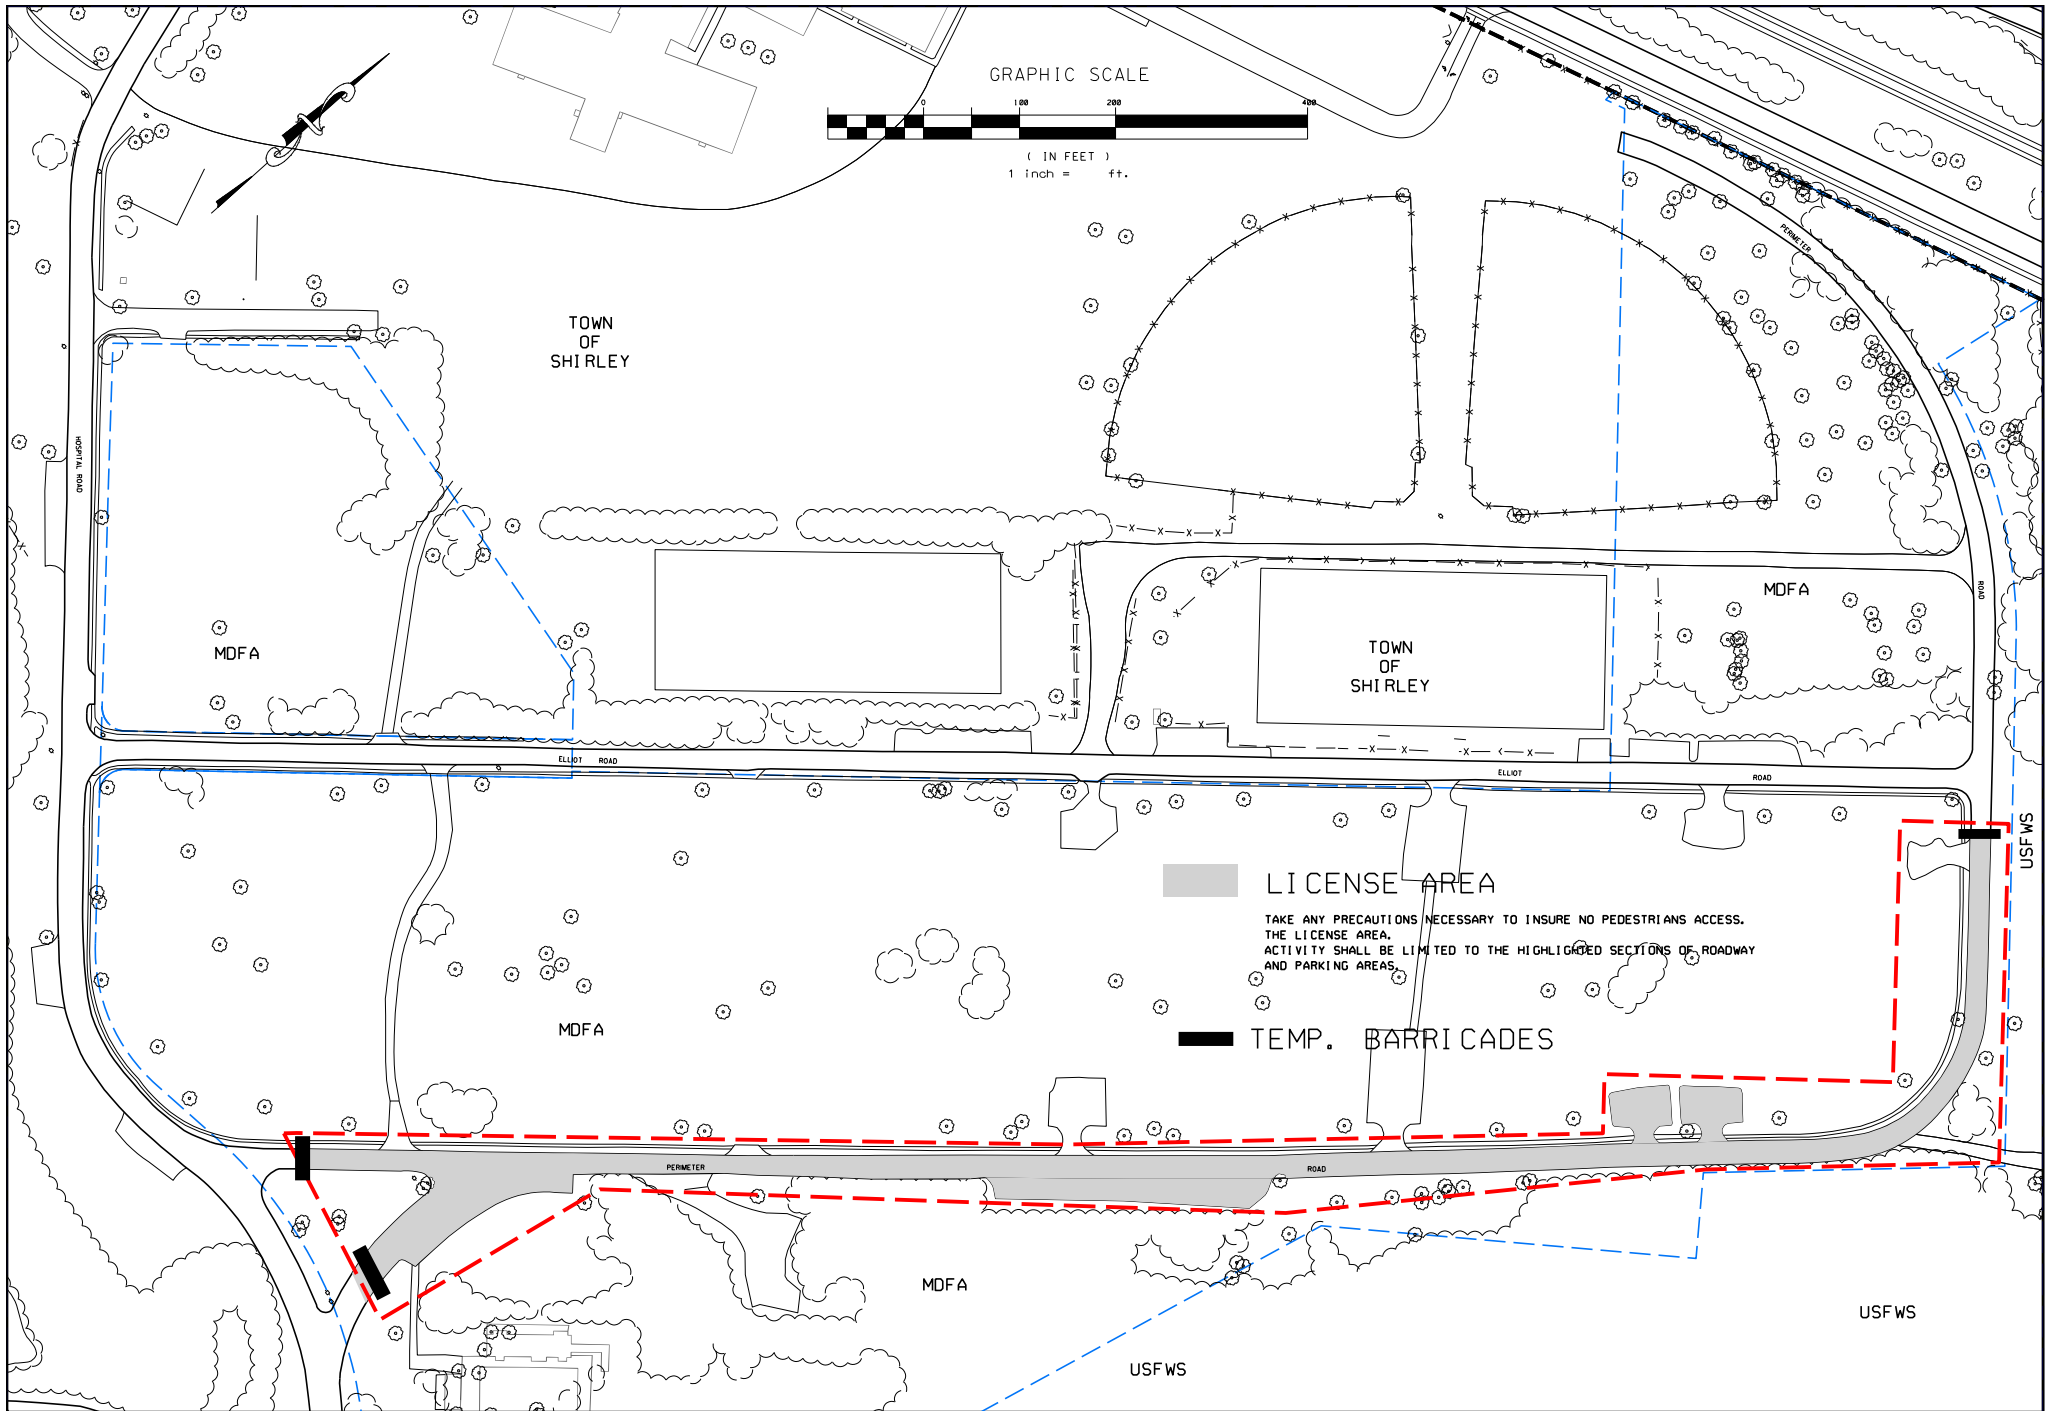 GRAPHIC SCALE
0 100 200 400
( IN FEET )
1 inch = ft.
PERIMETER
TOWN
OF
SHIRLEY
HOSPITAL ROAD
ROAD
MDFA
MDFA
TOWN
OF
SHIRLEY
ELLIOT ROAD
ELLIOT ROAD
USFWS
LICENSE AREA
TAKE ANY PRECAUTIONS NECESSARY TO INSURE NO PEDESTRIANS ACCESS.
THE LICENSE AREA.
ACTIVITY SHALL BE LIMITED TO THE HIGHLIGHTED SECTIONS OF ROADWAY
AND PARKING AREAS.
MDFA
TEMP. BARRICADES
PERIMETER ROAD
MDFA
USFWS
USFWS